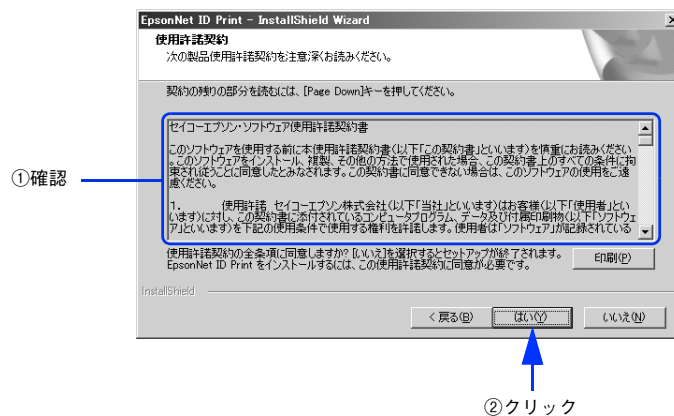 EpsonNet ID Print - InstallShield Wizard
使用許諾契約
次の製品使用許諾契約を注意深くお読みください。
契約の残りの部分を読むには、[Page Down]キーを押してください。
セイコーエプソン・ソフトウェア使用許諾契約書
このソフトウェアを使用する前に本使用許諾契約書(以下「この契約書」といいます)を慎重にお読みください
。このソフトウェアをインストール、複製、その他の方法で使用された場合、この契約書上のすべての条件に拘
束され従うことに同意したとみなされます。この契約書に同意できない場合は、このソフトウェアの使用をご遠
慮ください。
1. 使用許諾 セイコーエプソン株式会社(以下「当社」といいます)はお客様(以下「使用者」とい
います)に対し、この契約書に添付されているコンピュータプログラム、データ及び付属印刷物(以下「ソフトウェ
ア」といいます)を下記の使用条件で使用する権利を許諾します。使用者は「ソフトウェア」が記録されている
①確認
使用許諾契約の全条項に同意しますか? [いいえ]を選択するとセットアップが終了されます。
EpsonNet ID Print をインストールするには、この使用許諾契約に同意が必要です。
印刷(P)
InstallShield
< 戻る(B)
はい(Y)
いいえ(N)
②クリック